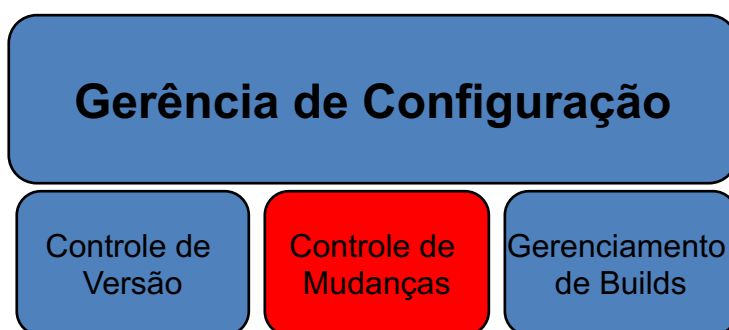 Gerência de Configuração
Controle de
Versão
Controle de
Mudanças
Gerenciamento
de Builds